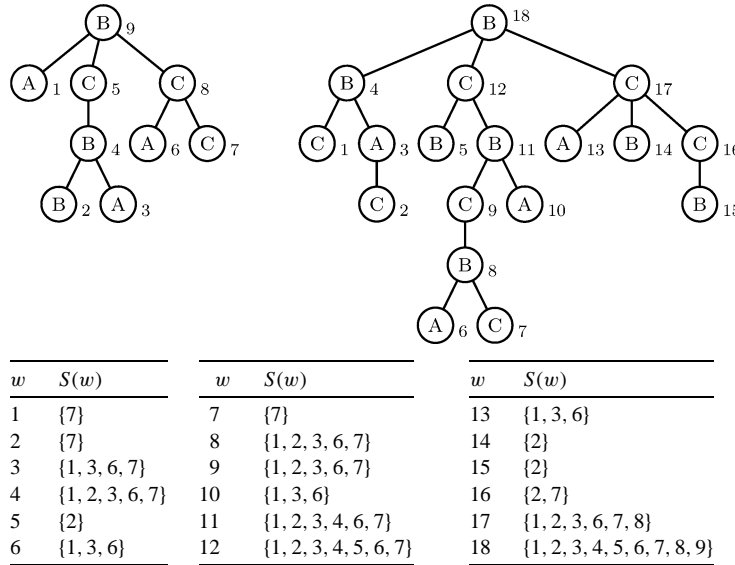 B 9 B 18
A 1 C 5 C 8 B 4 C 12 C 17
B 4 A 6 C 7 C 1 A 3 B 5 B 11 A 13 B 14 C 16
B 2 A 3 C 2 C 9 A 10 B 15
B 8
A 6 C 7
w S(w) w S(w) w S(w)
1 {7} 7 {7} 13 {1, 3, 6}
2 {7} 8 {1, 2, 3, 6, 7} 14 {2}
3 {1, 3, 6, 7} 9 {1, 2, 3, 6, 7} 15 {2}
4 {1, 2, 3, 6, 7} 10 {1, 3, 6} 16 {2, 7}
5 {2} 11 {1, 2, 3, 4, 6, 7} 17 {1, 2, 3, 6, 7, 8}
6 {1, 3, 6} 12 {1, 2, 3, 4, 5, 6, 7} 18 {1, 2, 3, 4, 5, 6, 7, 8, 9}